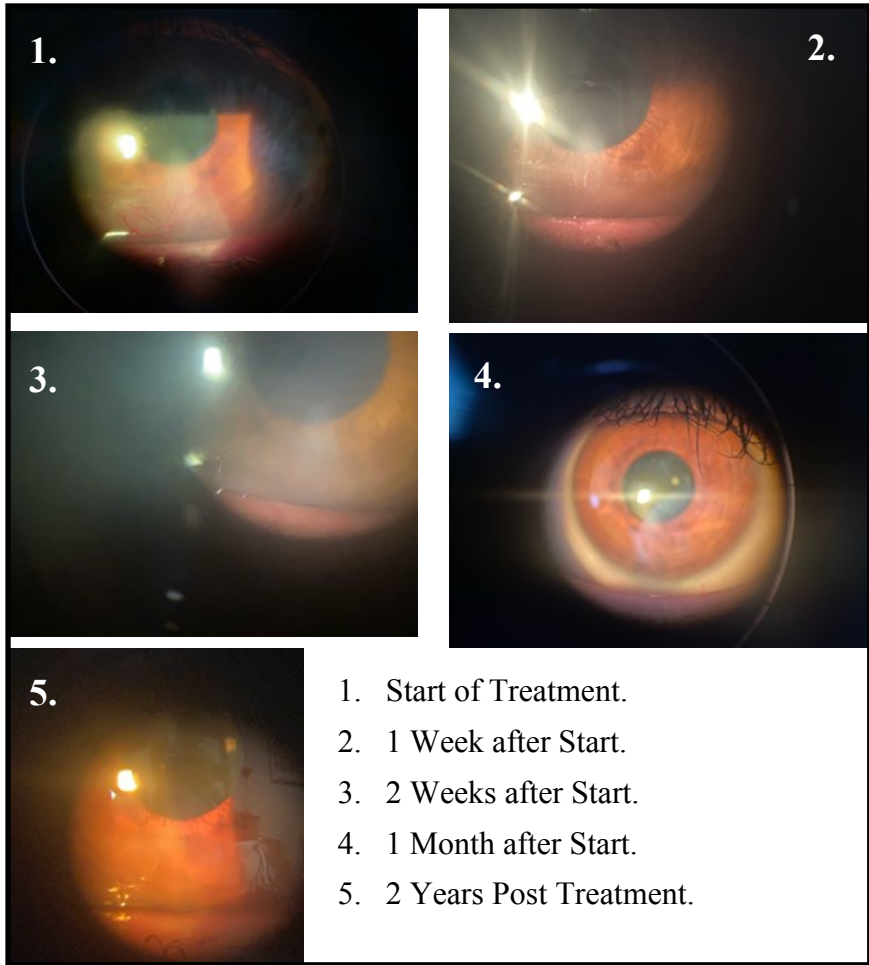 1.
2.
3.
4.
5.
1. Start of Treatment.
2. 1 Week after Start.
3. 2 Weeks after Start.
4. 1 Month after Start.
5. 2 Years Post Treatment.